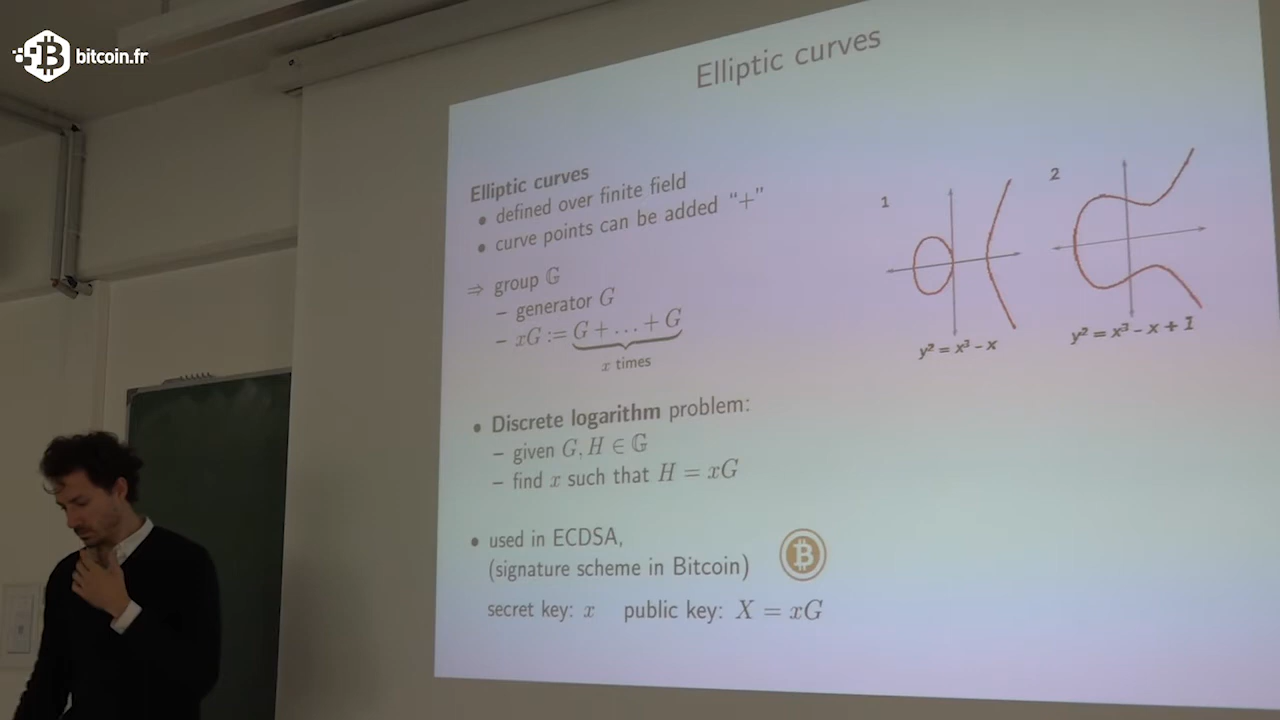 bitcoin.fr
Elliptic curves
Elliptic curves
• defined over finite field
• curve points can be added “+”
⇒ group 𝔾
– generator G
– xG := G + … + G
x times
• Discrete logarithm problem:
– given G, H ∈ 𝔾
– find x such that H = xG
• used in ECDSA,
(signature scheme in Bitcoin)
secret key: x public key: X = xG
1
y² = x³ - x
2
y² = x³ - x + 1